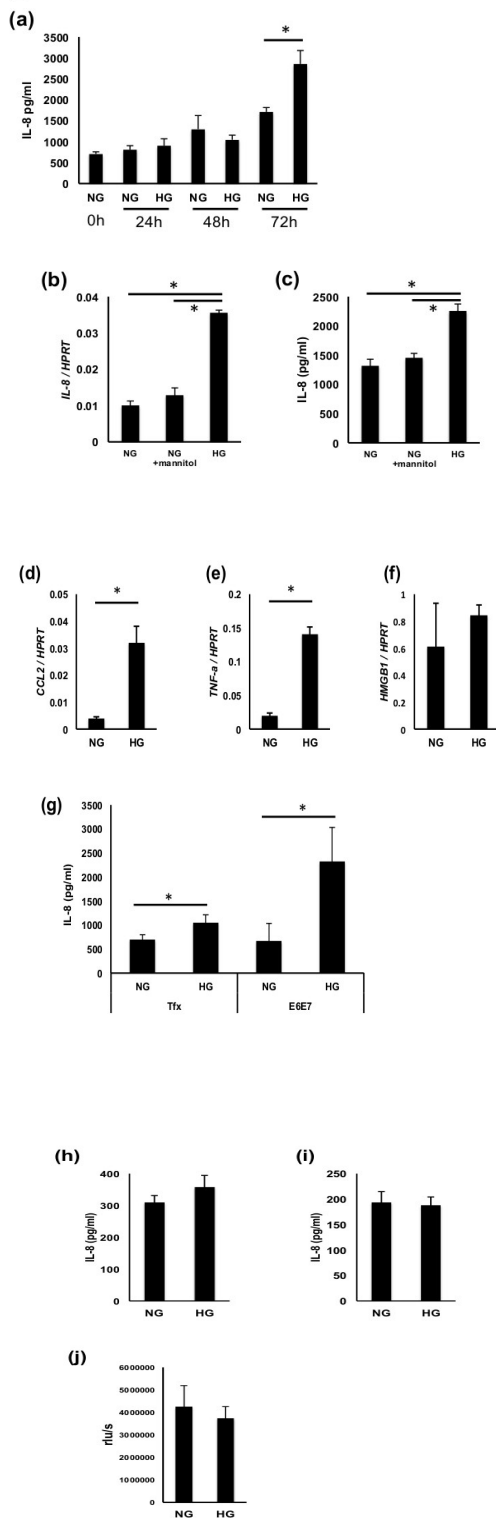 (a)
*
IL-8 pg/ml
3500
3000
2500
2000
1500
1000
500
0
NG NG HG NG HG NG HG
0h 24h 48h 72h
(b)
*
*
IL-8 / HPRT
0.04
0.03
0.02
0.01
0
NG NG HG
+mannitol
(c)
*
*
IL-8 (pg/ml)
2500
2000
1500
1000
500
0
NG NG HG
+mannitol
(d)
*
CCL2 / HPRT
0.05
0.04
0.03
0.02
0.01
0
NG HG
(e)
*
TNF-a / HPRT
0.2
0.15
0.1
0.05
0
NG HG
(f)
HMGB1 / HPRT
1
0.8
0.6
0.4
0.2
0
NG HG
(g)
*
*
IL-8 (pg/ml)
3500
3000
2500
2000
1500
1000
500
0
NG HG NG HG
Tfx E6E7
(h)
IL-8 (pg/ml)
400
300
200
100
0
NG HG
(i)
IL-8 (pg/ml)
250
200
150
100
50
0
NG HG
(j)
rlu/s
6000000
5000000
4000000
3000000
2000000
1000000
0
NG HG